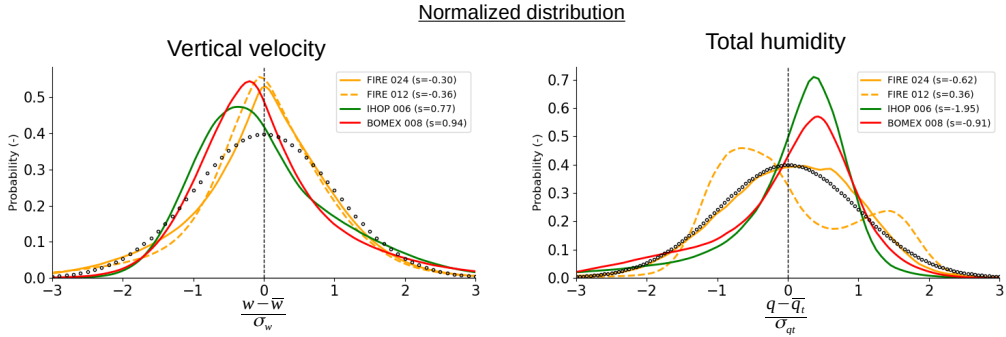 Normalized distribution
Vertical velocity
Probability (-)
0.5
0.4
0.3
0.2
0.1
0.0
FIRE 024 (s=-0.30)
FIRE 012 (s=-0.36)
IHOP 006 (s=0.77)
BOMEX 008 (s=0.94)
−3
−2
−1
0
1
2
3
w − w̅
σw
Total humidity
Probability (-)
0.7
0.6
0.5
0.4
0.3
0.2
0.1
0.0
FIRE 024 (s=-0.62)
FIRE 012 (s=0.36)
IHOP 006 (s=-1.95)
BOMEX 008 (s=-0.91)
−3
−2
−1
0
1
2
3
q − q̅t
σqt